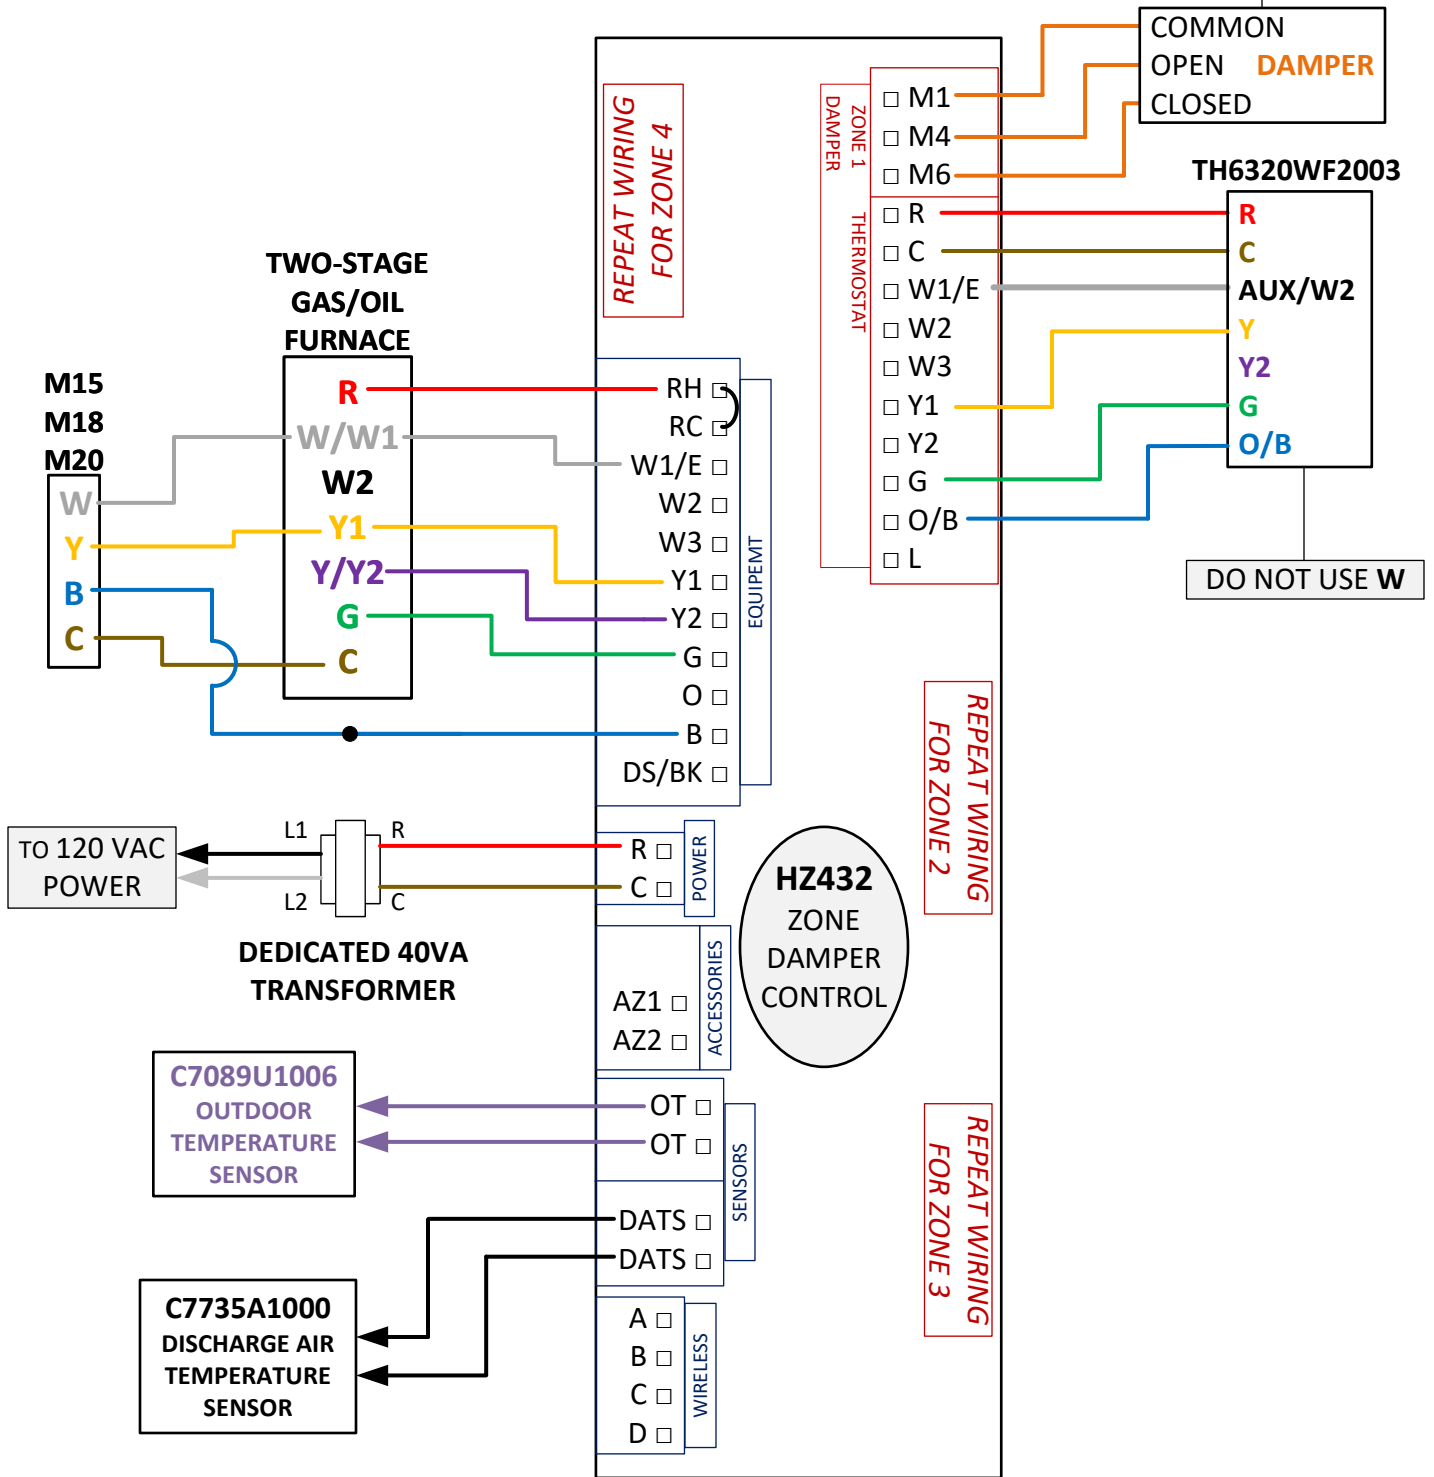 COMMON
OPEN DAMPER
CLOSED
TH6320WF2003
R
C
AUX/W2
Y
Y2
G
O/B
DO NOT USE W
ZONE 1
DAMPER
M1
M4
M6
THERMOSTAT
R
C
W1/E
W2
W3
Y1
Y2
G
O/B
L
REPEAT WIRING
FOR ZONE 4
TWO-STAGE
GAS/OIL
FURNACE
R
W/W1
W2
Y1
Y/Y2
G
C
M15
M18
M20
W
Y
B
C
RH
RC
W1/E
W2
W3
Y1
Y2
G
O
B
DS/BK
EQUIPEMT
TO 120 VAC
POWER
L1
L2
R
C
DEDICATED 40VA
TRANSFORMER
R
C
POWER
HZ432
ZONE
DAMPER
CONTROL
REPEAT WIRING
FOR ZONE 2
AZ1
AZ2
ACCESSORIES
C7089U1006
OUTDOOR
TEMPERATURE
SENSOR
OT
OT
DATS
DATS
SENSORS
REPEAT WIRING
FOR ZONE 3
C7735A1000
DISCHARGE AIR
TEMPERATURE
SENSOR
A
B
C
D
WIRELESS